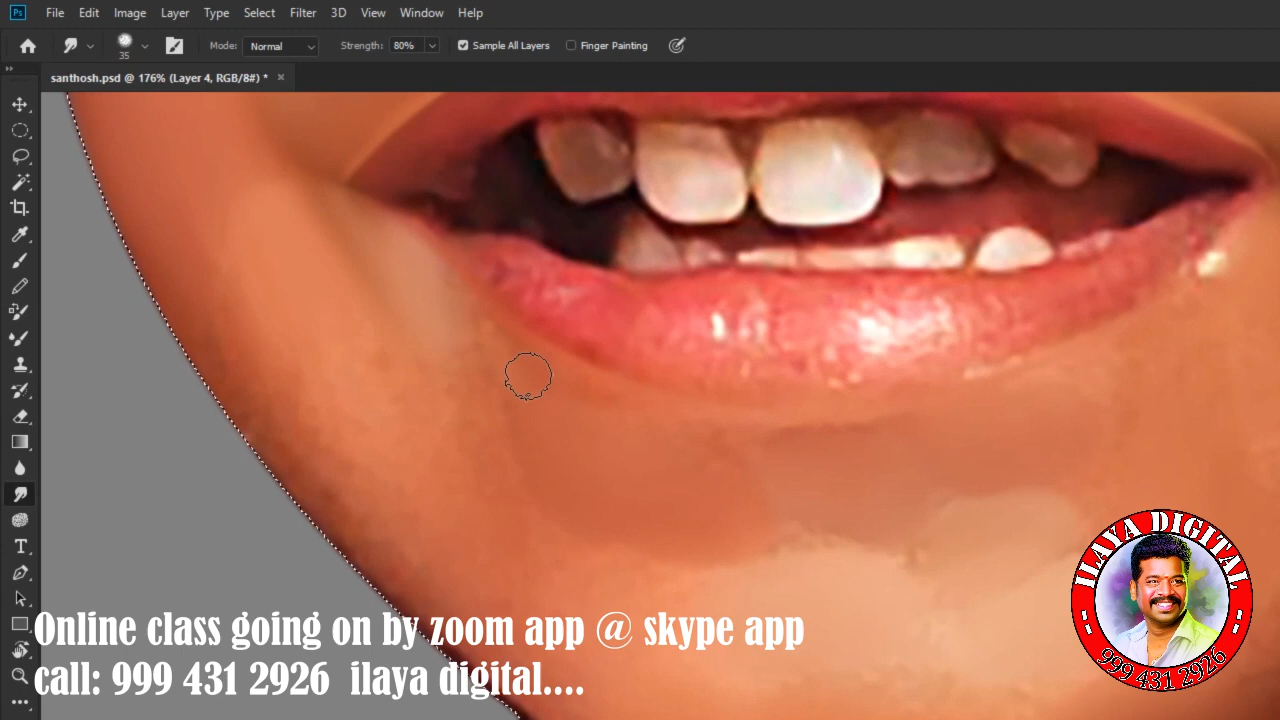 Ps File Edit Image Layer Type Select Filter 3D View Window Help
35 Mode: Normal Strength: 80% Sample All Layers Finger Painting
santhosh.psd @ 176% (Layer 4, RGB/8#) * ×
ILAYA DIGITAL
999 431 2926
Online class going on by zoom app @ skype app
call: 999 431 2926 ilaya digital....